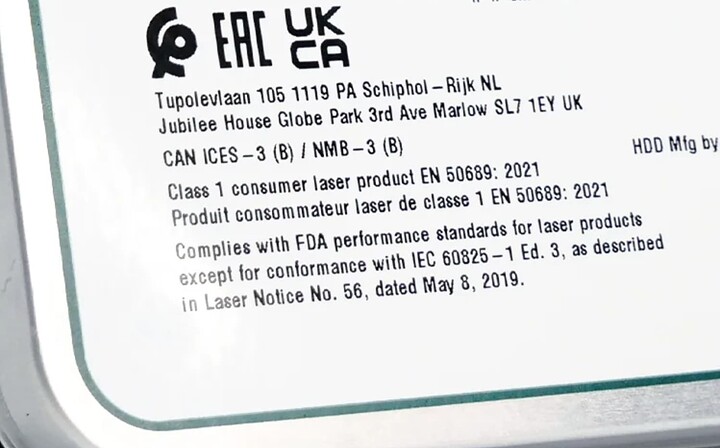 EAC UK CA
Tupolevlaan 105 1119 PA Schiphol–Rijk NL
Jubilee House Globe Park 3rd Ave Marlow SL7 1EY UK
CAN ICES–3 (B) / NMB–3 (B)
HDD Mfg by
Class 1 consumer laser product EN 50689: 2021
Produit consommateur laser de classe 1 EN 50689: 2021
Complies with FDA performance standards for laser products
except for conformance with IEC 60825–1 Ed. 3, as described
in Laser Notice No. 56, dated May 8, 2019.